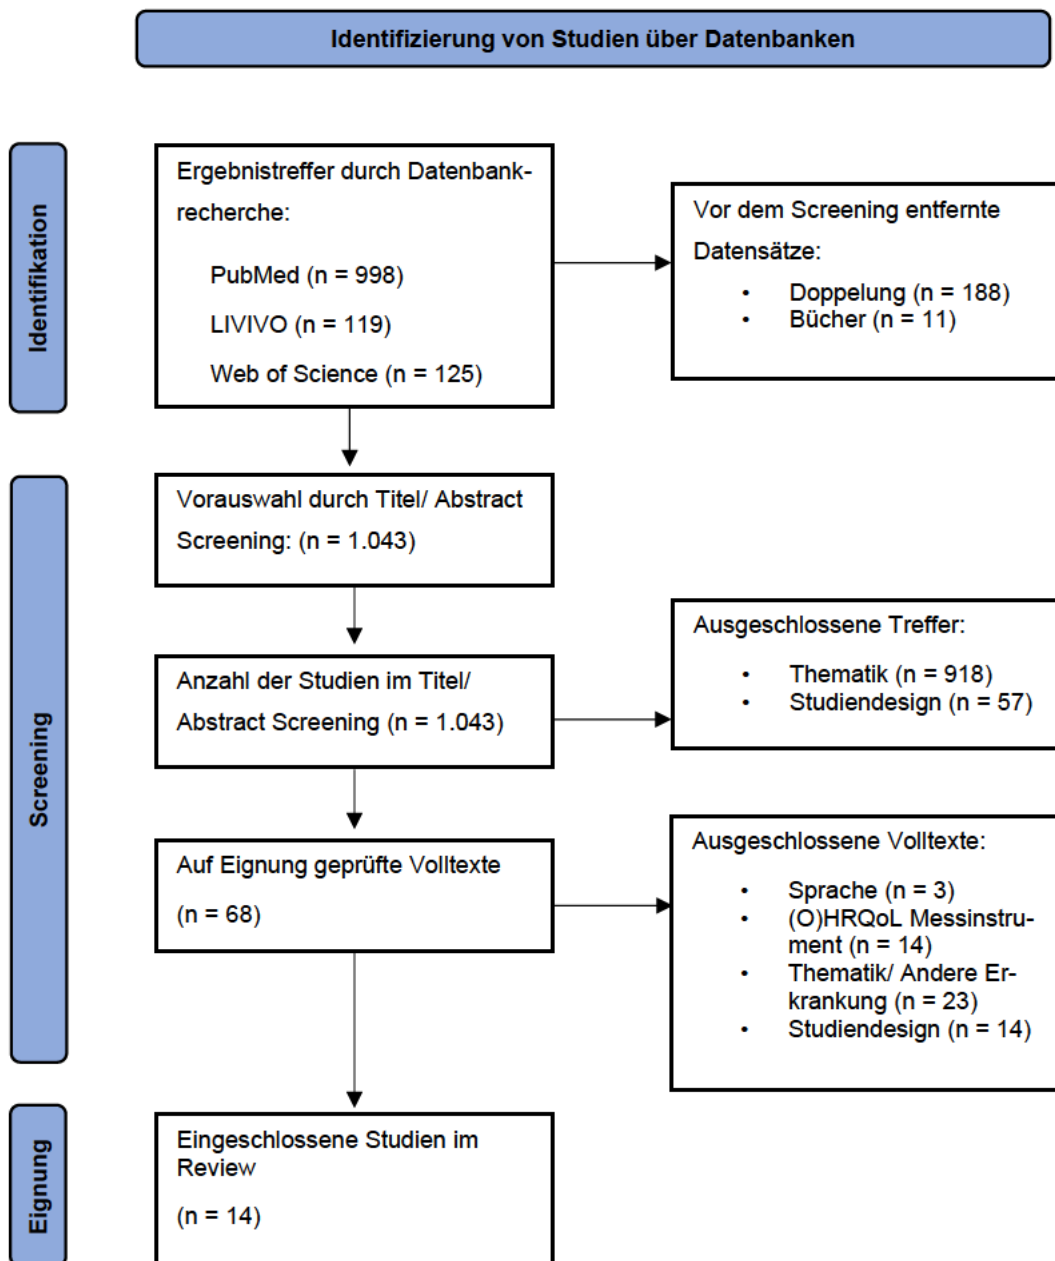 Identifizierung von Studien über Datenbanken
Identifikation
Ergebnistreffer durch Datenbank-
recherche:
PubMed (n = 998)
LIVIVO (n = 119)
Web of Science (n = 125)
Vor dem Screening entfernte
Datensätze:
• Doppelung (n = 188)
• Bücher (n = 11)
Screening
Vorauswahl durch Titel/ Abstract
Screening: (n = 1.043)
Anzahl der Studien im Titel/
Abstract Screening (n = 1.043)
Ausgeschlossene Treffer:
• Thematik (n = 918)
• Studiendesign (n = 57)
Auf Eignung geprüfte Volltexte
(n = 68)
Ausgeschlossene Volltexte:
• Sprache (n = 3)
• (O)HRQoL Messinstru-
ment (n = 14)
• Thematik/ Andere Er-
krankung (n = 23)
• Studiendesign (n = 14)
Eignung
Eingeschlossene Studien im
Review
(n = 14)